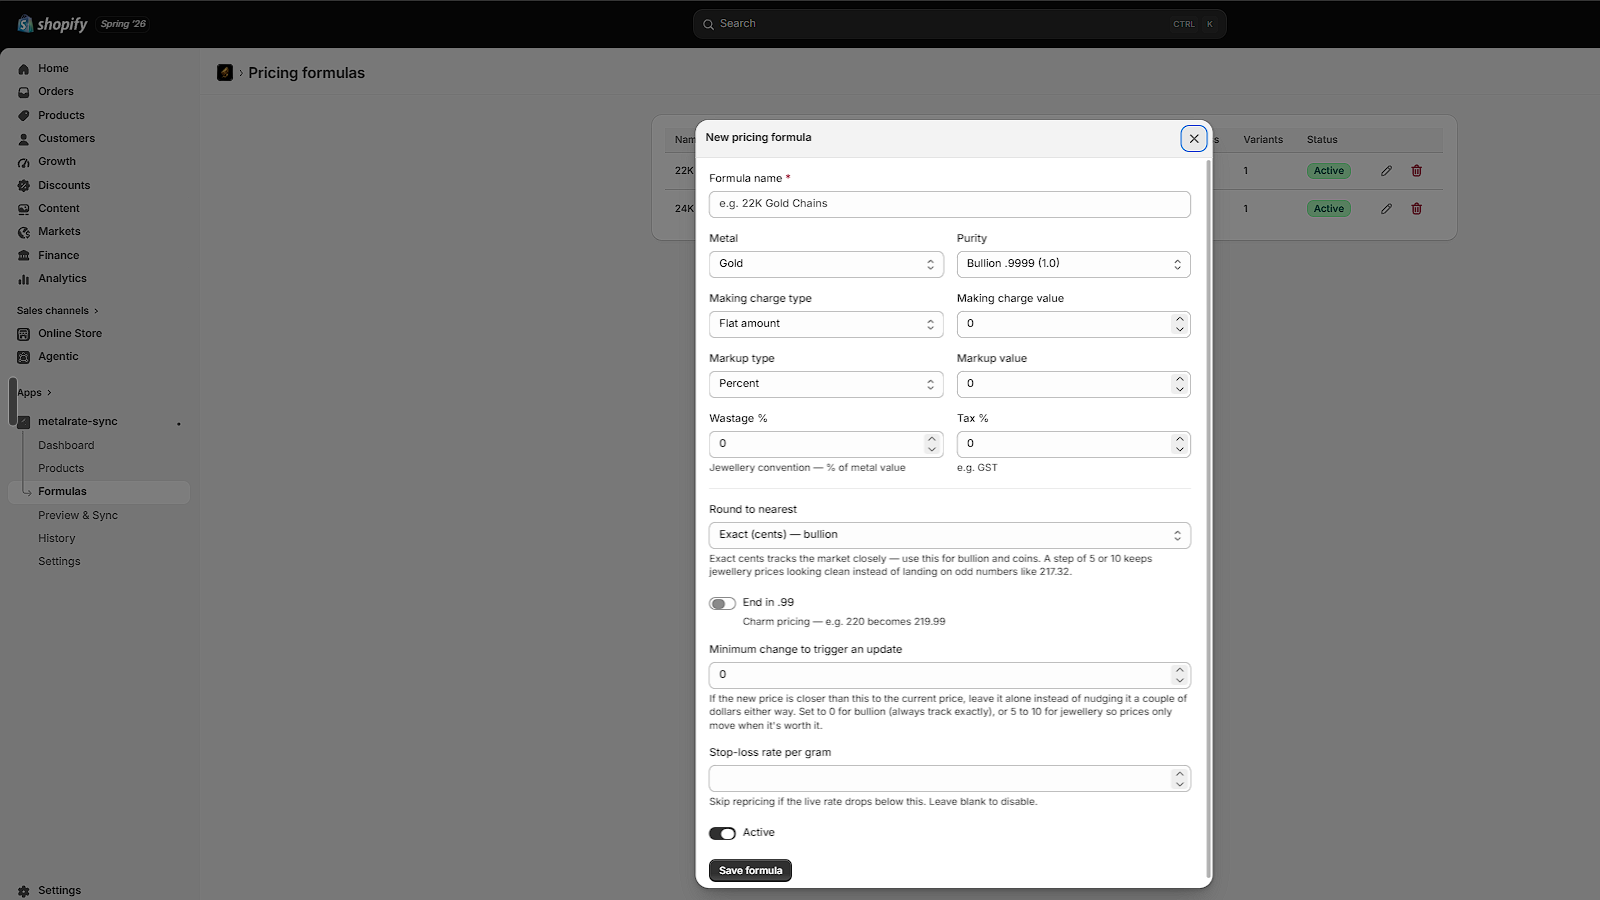 shopify Spring '26
Search CTRL K
Home
Orders
Products
Customers
Growth
Discounts
Content
Markets
Finance
Analytics
Sales channels >
Online Store
Agentic
Apps >
metalrate-sync
Dashboard
Products
Formulas
Preview & Sync
History
Settings
Settings
Pricing formulas
Variants Status
22K 1 Active
24K 1 Active
New pricing formula
Formula name *
e.g. 22K Gold Chains
Metal Purity
Gold Bullion .9999 (1.0)
Making charge type Making charge value
Flat amount 0
Markup type Markup value
Percent 0
Wastage % Tax %
0 0
Jewellery convention — % of metal value e.g. GST
Round to nearest
Exact (cents) — bullion
Exact cents tracks the market closely — use this for bullion and coins. A step of 5 or 10 keeps
jewellery prices looking clean instead of landing on odd numbers like 217.32.
End in .99
Charm pricing — e.g. 220 becomes 219.99
Minimum change to trigger an update
0
If the new price is closer than this to the current price, leave it alone instead of nudging it a couple of
dollars either way. Set to 0 for bullion (always track exactly), or 5 to 10 for jewellery so prices only
move when it's worth it.
Stop-loss rate per gram
Skip repricing if the live rate drops below this. Leave blank to disable.
Active
Save formula